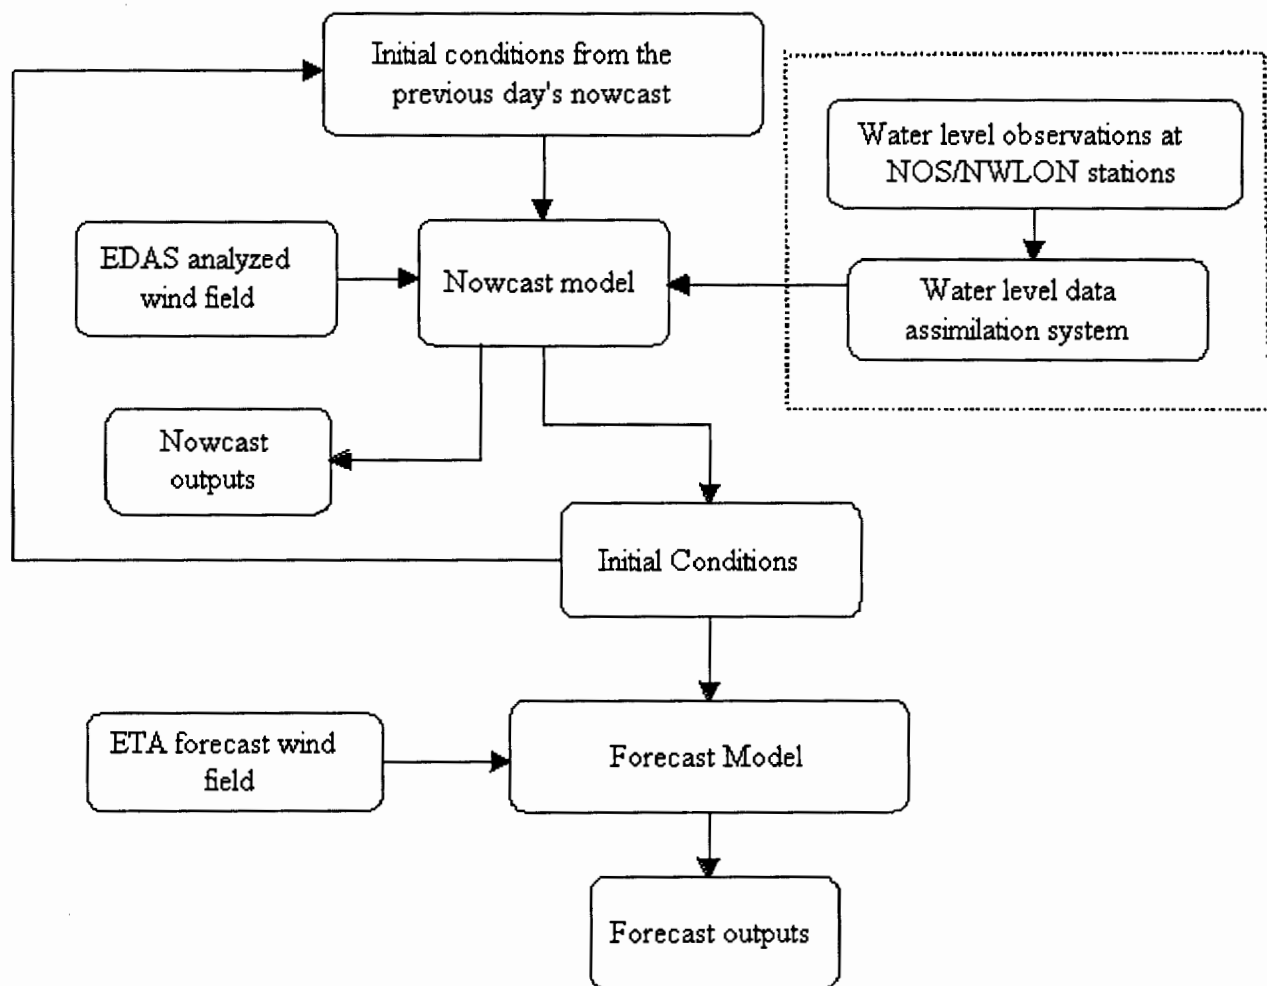 Initial conditions from the
previous day's nowcast
Water level observations at
NOS/NWLON stations
EDAS analyzed
wind field
Nowcast model
Water level data
assimilation system
Nowcast
outputs
Initial Conditions
ETA forecast wind
field
Forecast Model
Forecast outputs